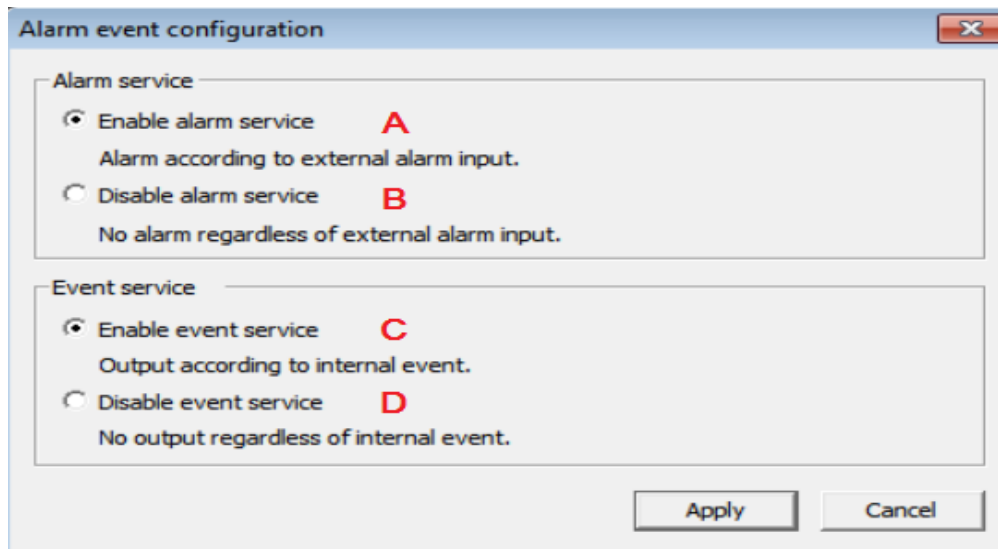 Alarm event configuration
Alarm service
Enable alarm service A
Alarm according to external alarm input.
Disable alarm service B
No alarm regardless of external alarm input.
Event service
Enable event service C
Output according to internal event.
Disable event service D
No output regardless of internal event.
Apply Cancel